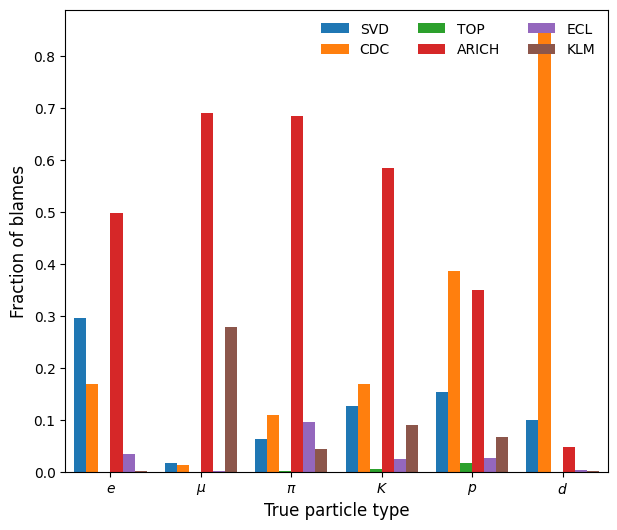 SVD TOP ECL
CDC ARICH KLM
0.8
0.7
0.6
0.5
0.4
0.3
0.2
0.1
0.0
Fraction of blames
e μ π K p d
True particle type